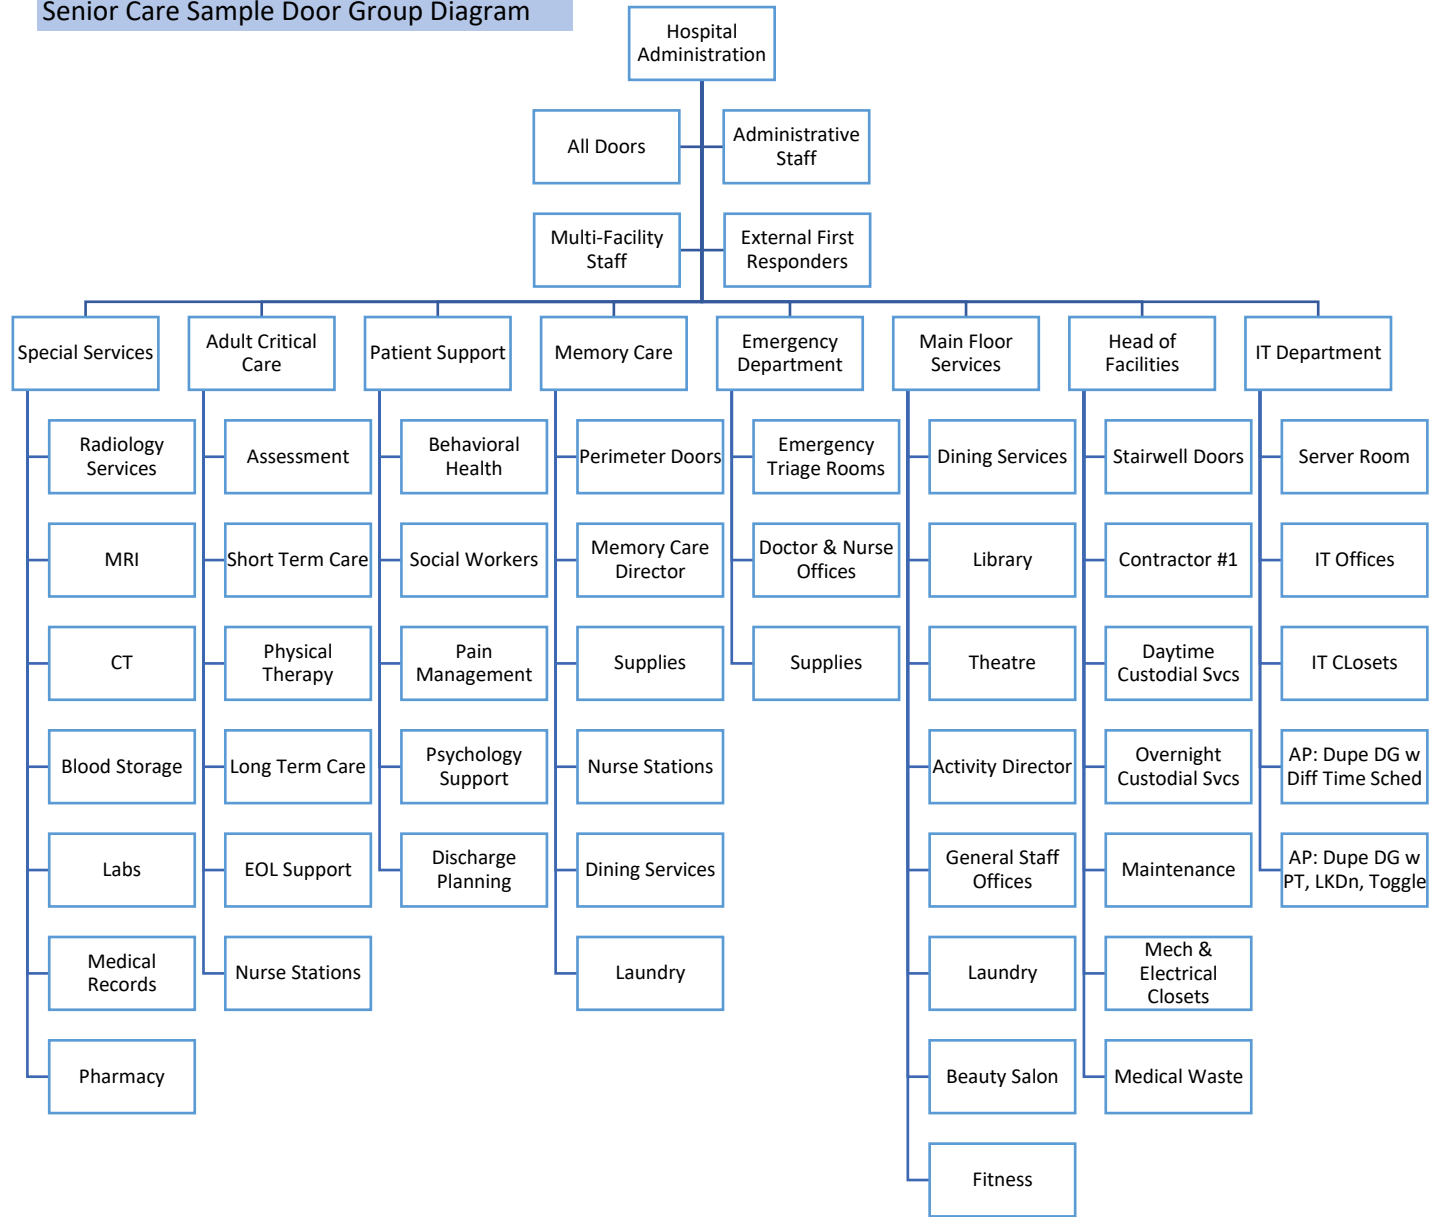 Senior Care Sample Door Group Diagram
Hospital
Administration
All Doors
Administrative
Staff
Multi-Facility
Staff
External First
Responders
Special Services
Radiology
Services
MRI
CT
Blood Storage
Labs
Medical
Records
Pharmacy
Adult Critical
Care
Assessment
Short Term Care
Physical
Therapy
Long Term Care
EOL Support
Nurse Stations
Patient Support
Behavioral
Health
Social Workers
Pain
Management
Psychology
Support
Discharge
Planning
Memory Care
Perimeter Doors
Memory Care
Director
Supplies
Nurse Stations
Dining Services
Laundry
Emergency
Department
Emergency
Triage Rooms
Doctor & Nurse
Offices
Supplies
Main Floor
Services
Dining Services
Library
Theatre
Activity Director
General Staff
Offices
Laundry
Beauty Salon
Fitness
Head of
Facilities
Stairwell Doors
Contractor #1
Daytime
Custodial Svcs
Overnight
Custodial Svcs
Maintenance
Mech &
Electrical
Closets
Medical Waste
IT Department
Server Room
IT Offices
IT CLosets
AP: Dupe DG w
Diff Time Sched
AP: Dupe DG w
PT, LKDn, Toggle